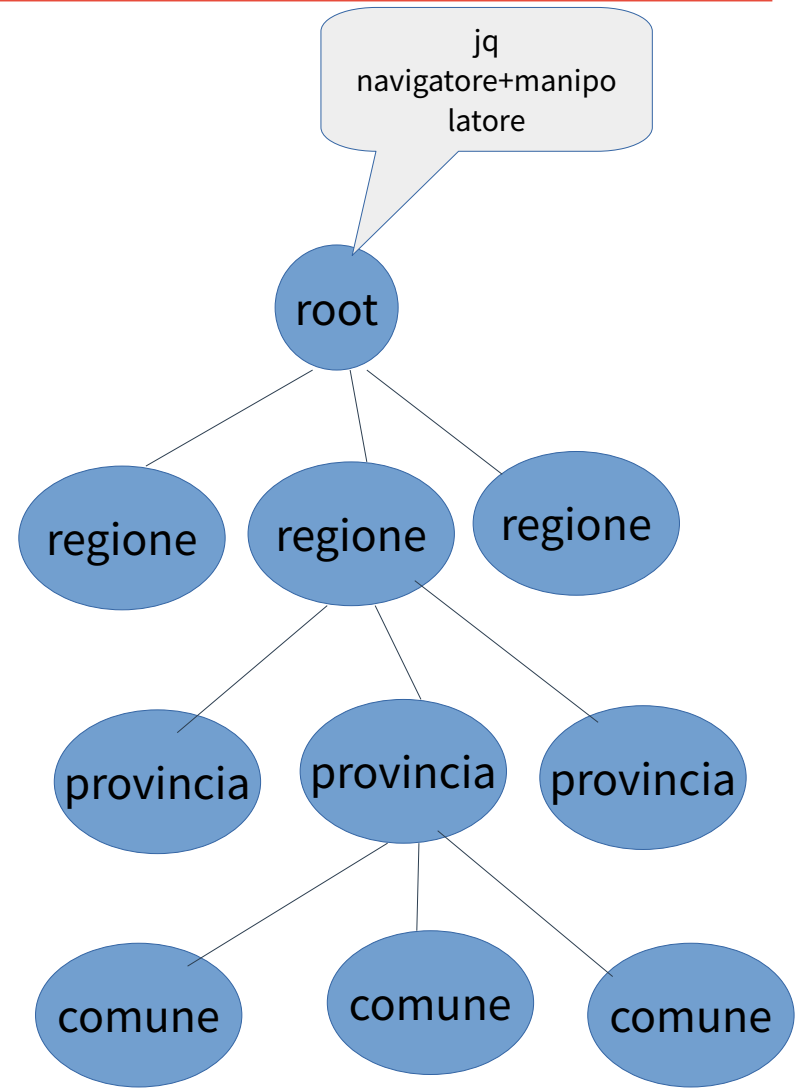 jq
navigatore+manipo
latore
root
regione
regione
regione
provincia
provincia
provincia
comune
comune
comune